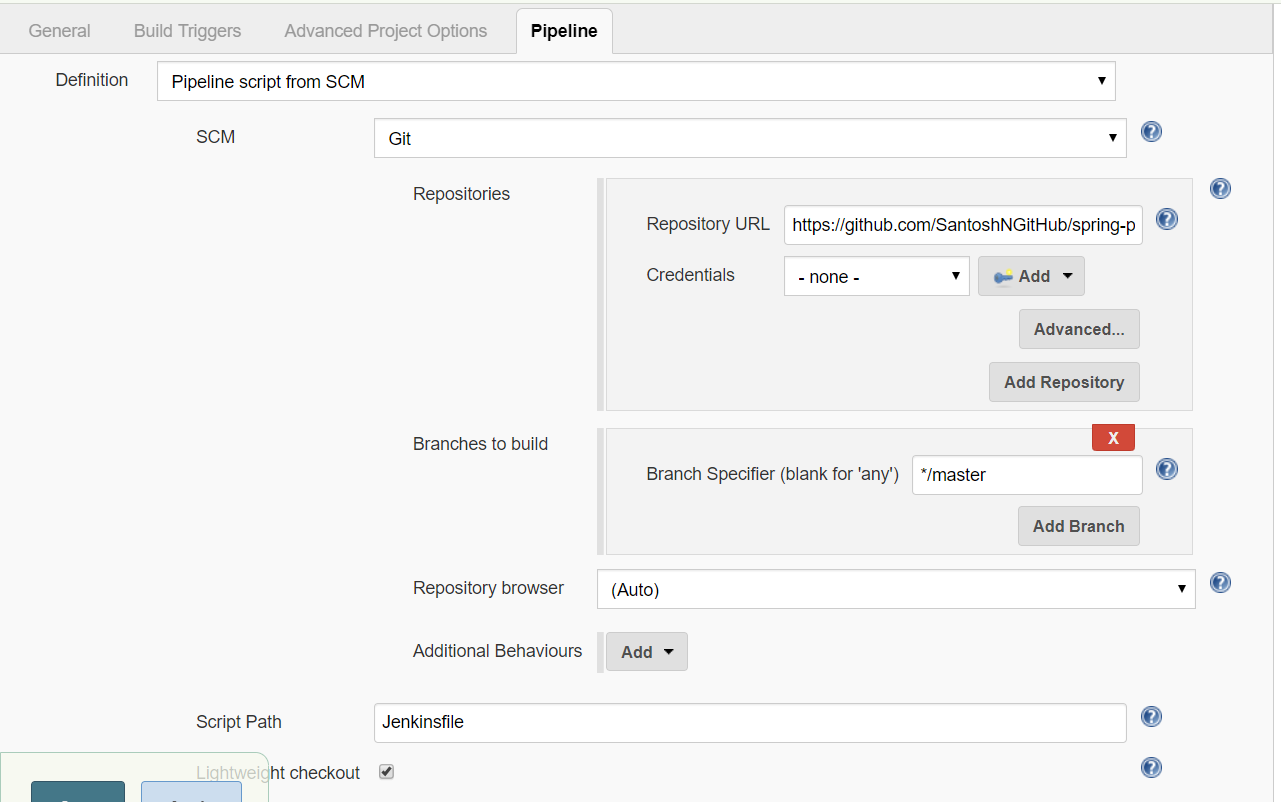 General Build Triggers Advanced Project Options Pipeline
Definition Pipeline script from SCM
SCM Git
Repositories
Repository URL https://github.com/SantoshNGitHub/spring-p
Credentials - none - Add
Advanced...
Add Repository
Branches to build X
Branch Specifier (blank for 'any') */master
Add Branch
Repository browser (Auto)
Additional Behaviours Add
Script Path Jenkinsfile
Lightweight checkout